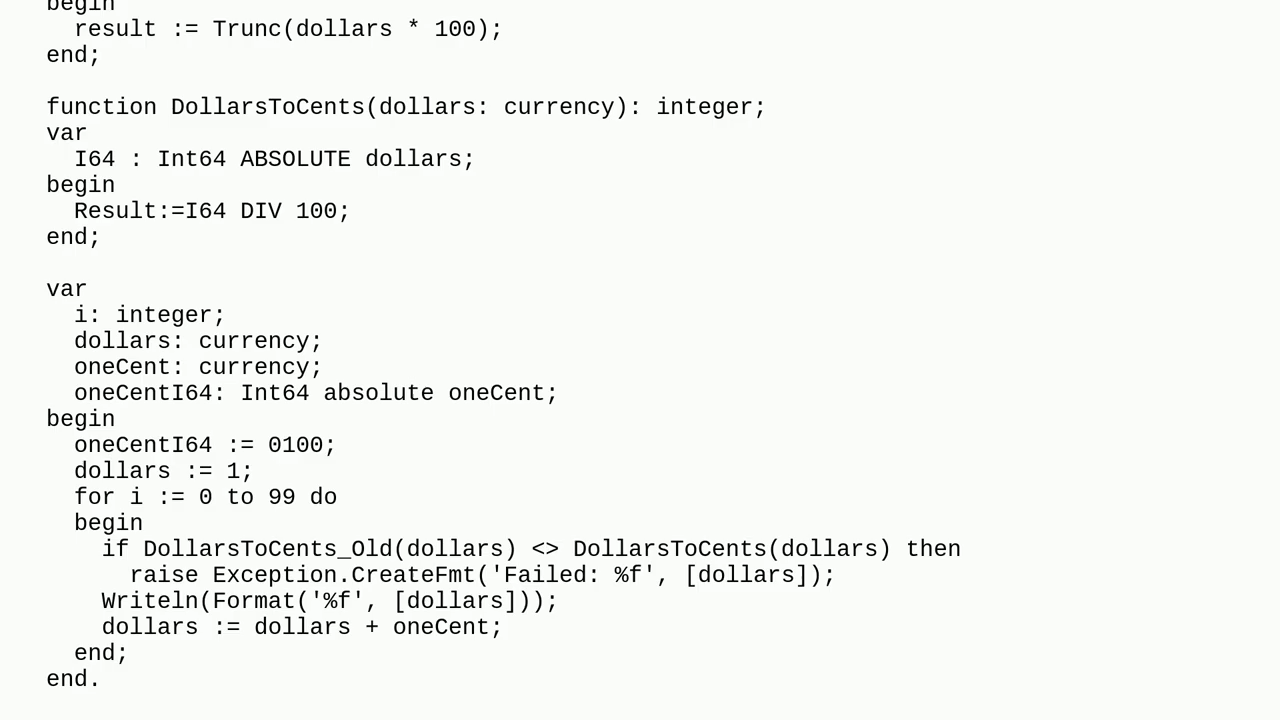 begin
  result := Trunc(dollars * 100);
end;

function DollarsToCents(dollars: currency): integer;
var
  I64 : Int64 ABSOLUTE dollars;
begin
  Result:=I64 DIV 100;
end;

var
  i: integer;
  dollars: currency;
  oneCent: currency;
  oneCentI64: Int64 absolute oneCent;
begin
  oneCentI64 := 0100;
  dollars := 1;
  for i := 0 to 99 do
  begin
    if DollarsToCents_Old(dollars) <> DollarsToCents(dollars) then
      raise Exception.CreateFmt('Failed: %f', [dollars]);
    Writeln(Format('%f', [dollars]));
    dollars := dollars + oneCent;
  end;
end.